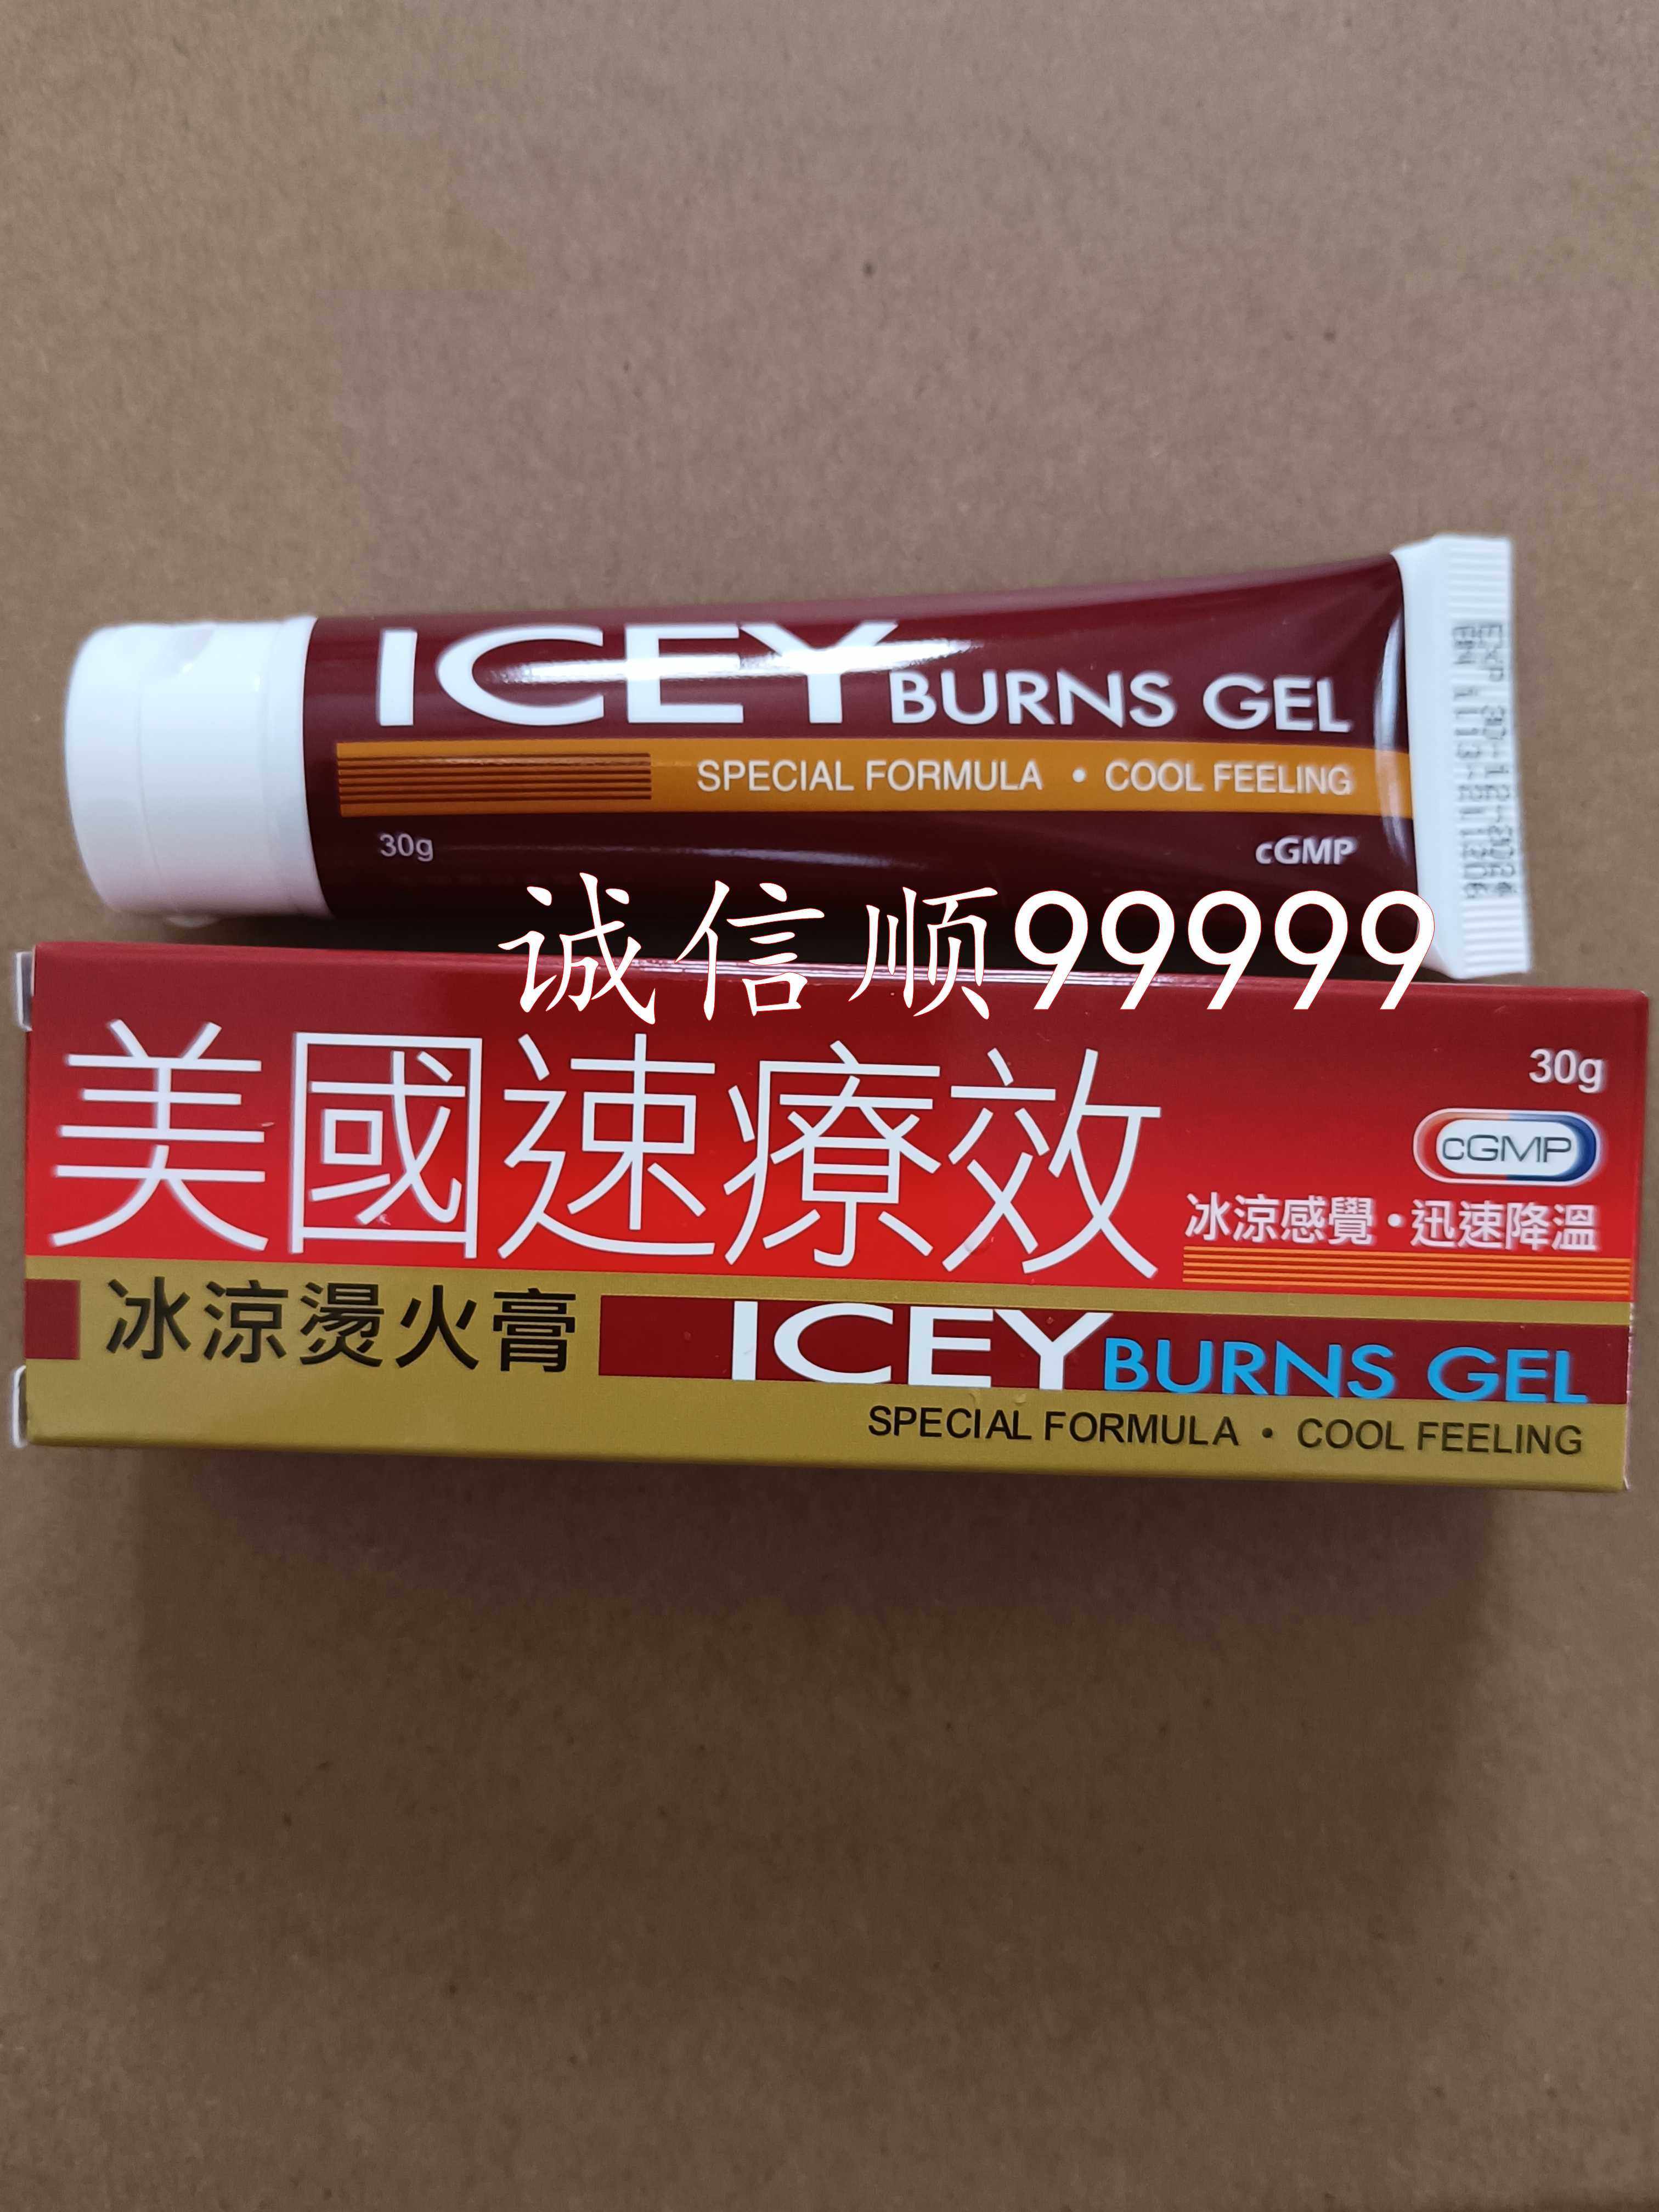 ICEY BURNS GEL
SPECIAL FORMULA • COOL FEELING
30g
cGMP
诚信顺99999
美國速療效
30g
cGMP
冰涼感覺•迅速降溫
冰涼燙火膏
ICEY BURNS GEL
SPECIAL FORMULA • COOL FEELING